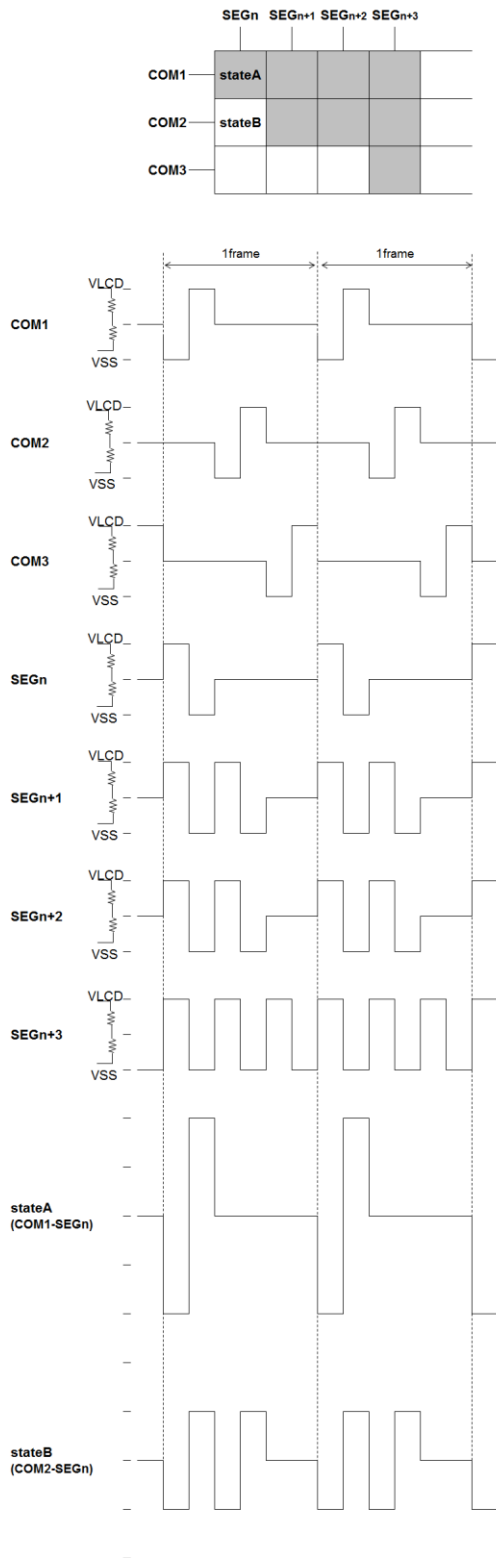 SEGn SEGn+1 SEGn+2 SEGn+3
COM1 stateA
COM2 stateB
COM3
1frame 1frame
VLCD
COM1
VSS
VLCD
COM2
VSS
VLCD
COM3
VSS
VLCD
SEGn
VSS
VLCD
SEGn+1
VSS
VLCD
SEGn+2
VSS
VLCD
SEGn+3
VSS
stateA
(COM1-SEGn)
stateB
(COM2-SEGn)